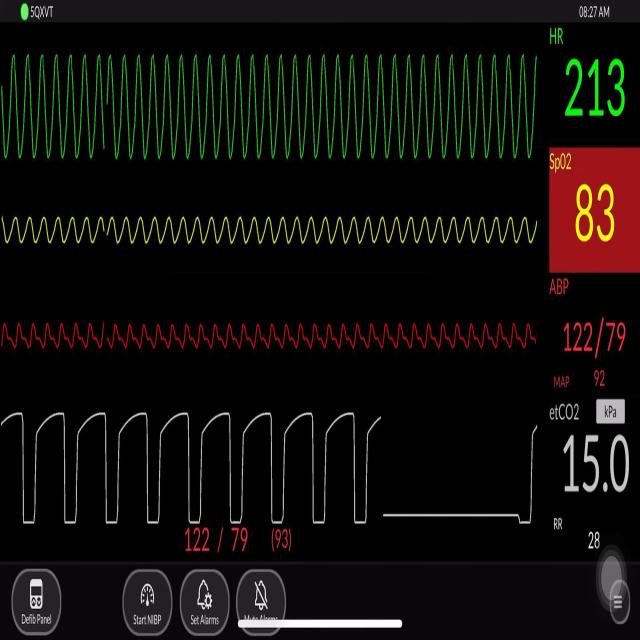 5QXVT
08:27 AM
HR
213
SpO2
83
ABP
122/79
MAP 92
etCO2 kPa
15.0
RR
28
122 / 79 (93)
Defib Panel
Start NIBP
Set Alarms
Mute Alarms